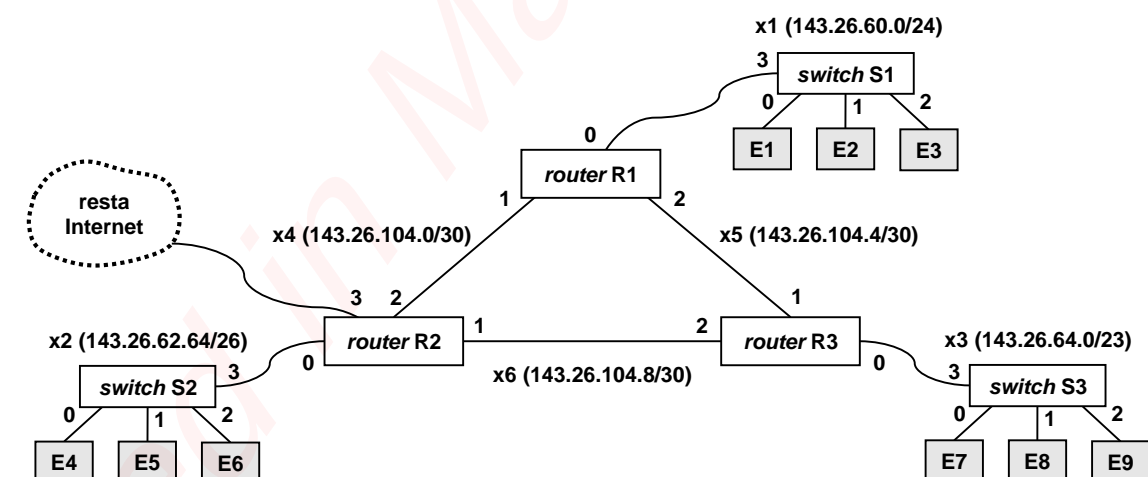 x1 (143.26.60.0/24)
3
switch S1
0
1
2
E1
E2
E3
0
router R1
1
2
resta
Internet
x4 (143.26.104.0/30)
x5 (143.26.104.4/30)
3
2
1
router R2
1
2
router R3
0
0
x6 (143.26.104.8/30)
x2 (143.26.62.64/26)
3
switch S2
0
1
2
E4
E5
E6
x3 (143.26.64.0/23)
3
switch S3
0
1
2
E7
E8
E9